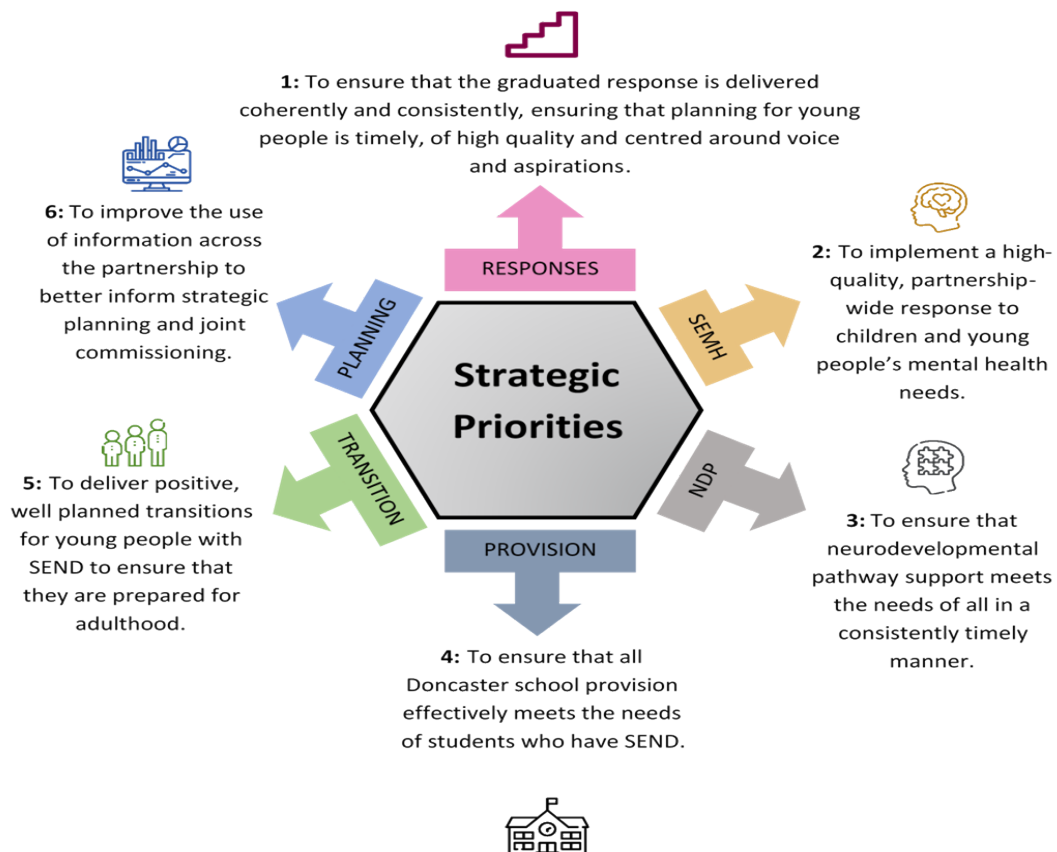 1: To ensure that the graduated response is delivered
coherently and consistently, ensuring that planning for young
people is timely, of high quality and centred around voice
and aspirations.
RESPONSES
2: To implement a high-
quality, partnership-
wide response to
children and young
people’s mental health
needs.
SEMH
3: To ensure that
neurodevelopmental
pathway support meets
the needs of all in a
consistently timely
manner.
NDP
4: To ensure that all
Doncaster school provision
effectively meets the needs
of students who have SEND.
PROVISION
5: To deliver positive,
well planned transitions
for young people with
SEND to ensure that
they are prepared for
adulthood.
TRANSITION
6: To improve the use
of information across
the partnership to
better inform strategic
planning and joint
commissioning.
PLANNING
Strategic
Priorities